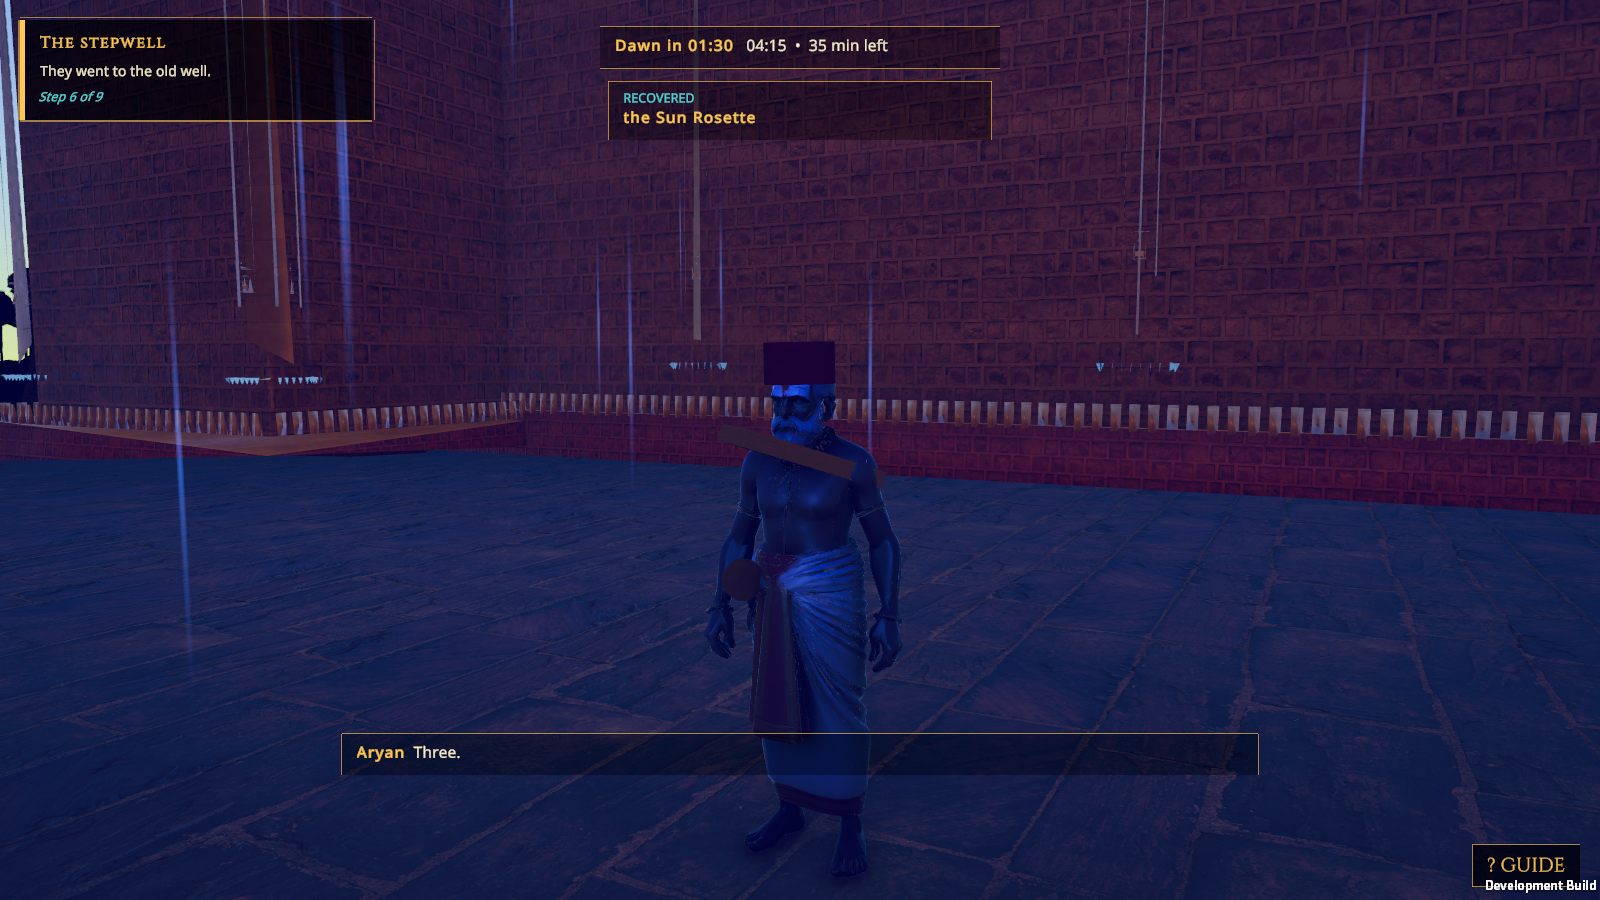 THE STEPWELL
They went to the old well.
Step 6 of 9
Dawn in 01:30 04:15 • 35 min left
RECOVERED
the Sun Rosette
Aryan Three.
? GUIDE
Development Build